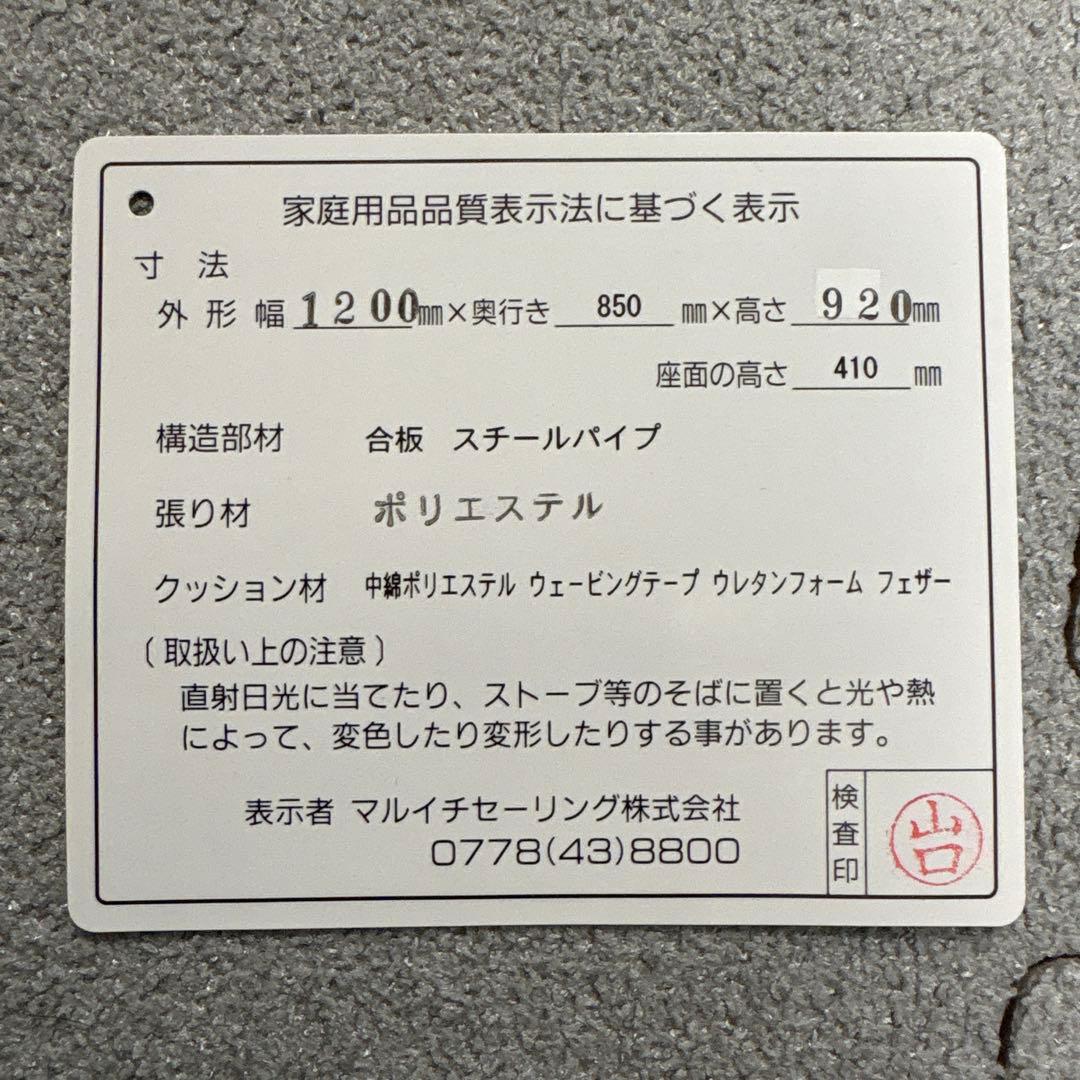 家庭用品品質表示法に基づく表示
寸 法
外 形 幅 1200mm×奥行き 850 mm×高さ 920mm
座面の高さ 410 mm
構造部材 合板 スチールパイプ
張り材 ポリエステル
クッション材 中綿ポリエステル ウェービングテープ ウレタンフォーム フェザー
〔取扱い上の注意〕
直射日光に当てたり、ストーブ等のそばに置くと光や熱
によって、変色したり変形したりする事があります。
表示者 マルイチセーリング株式会社
0778(43)8800
検査印
山口